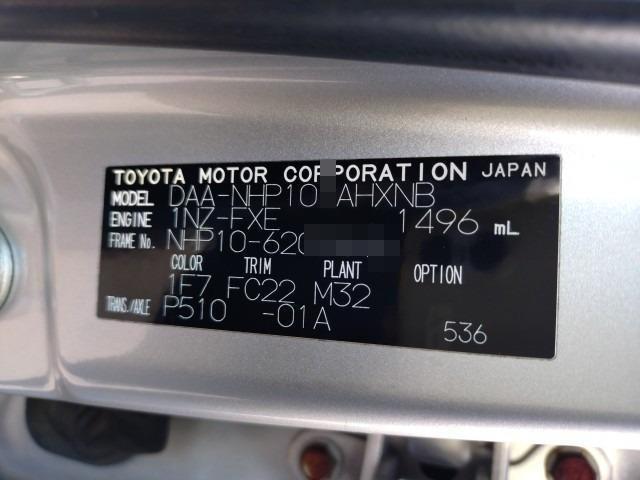 TOYOTA MOTOR CORPORATION JAPAN
MODEL DAA-NHP10 AHXNB
ENGINE 1NZ-FXE 1496 mL
FRAME No. NHP10-620
COLOR TRIM PLANT OPTION
1F7 FC22 M32
TRANS./AXLE P510 -01A
536